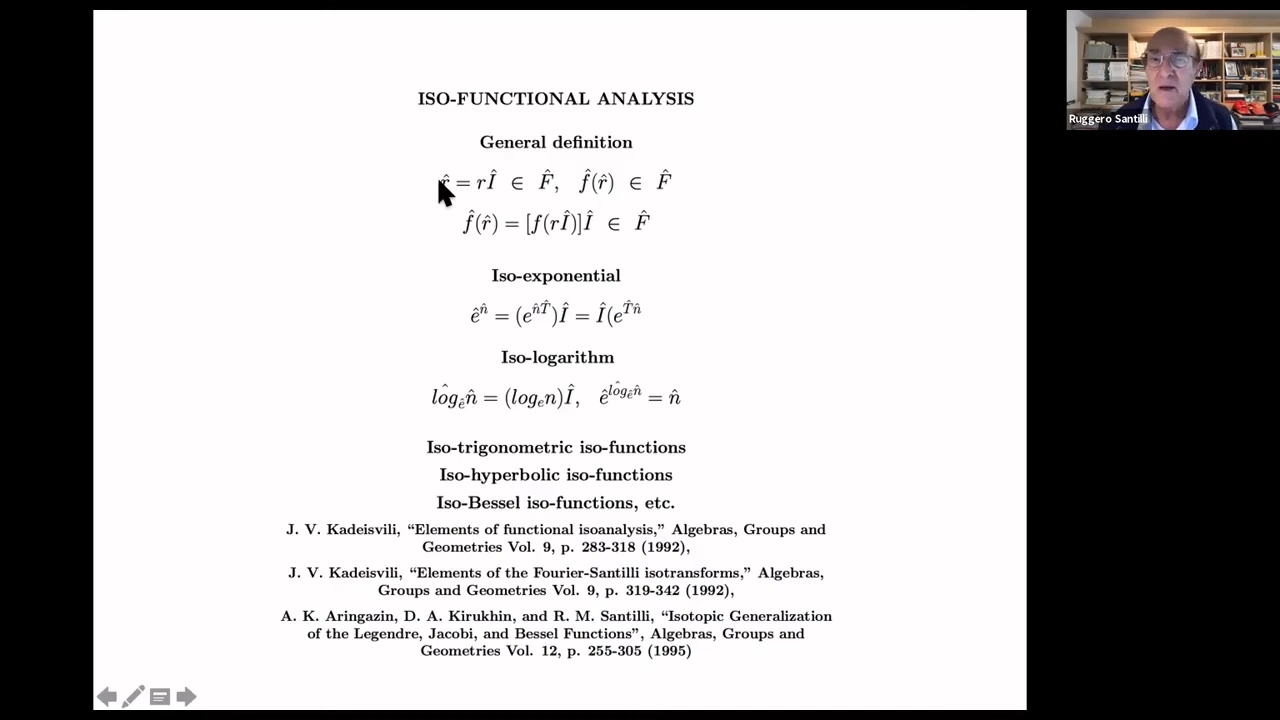 ISO-FUNCTIONAL ANALYSIS
General definition
r̂ = rÎ ∈ F̂, f̂(r̂) ∈ F̂
f̂(r̂) = [f(rÎ)]Î ∈ F̂
Iso-exponential
ê^n̂ = (e^{n̂T̂})Î = Î(e^{T̂n̂}
Iso-logarithm
lôg_ê n̂ = (log_e n)Î, ê^{lôg_ê n̂} = n̂
Iso-trigonometric iso-functions
Iso-hyperbolic iso-functions
Iso-Bessel iso-functions, etc.
J. V. Kadeisvili, “Elements of functional isoanalysis,” Algebras, Groups and
Geometries Vol. 9, p. 283-318 (1992),
J. V. Kadeisvili, “Elements of the Fourier-Santilli isotransforms,” Algebras,
Groups and Geometries Vol. 9, p. 319-342 (1992),
A. K. Aringazin, D. A. Kirukhin, and R. M. Santilli, “Isotopic Generalization
of the Legendre, Jacobi, and Bessel Functions”, Algebras, Groups and
Geometries Vol. 12, p. 255-305 (1995)
Ruggero Santilli